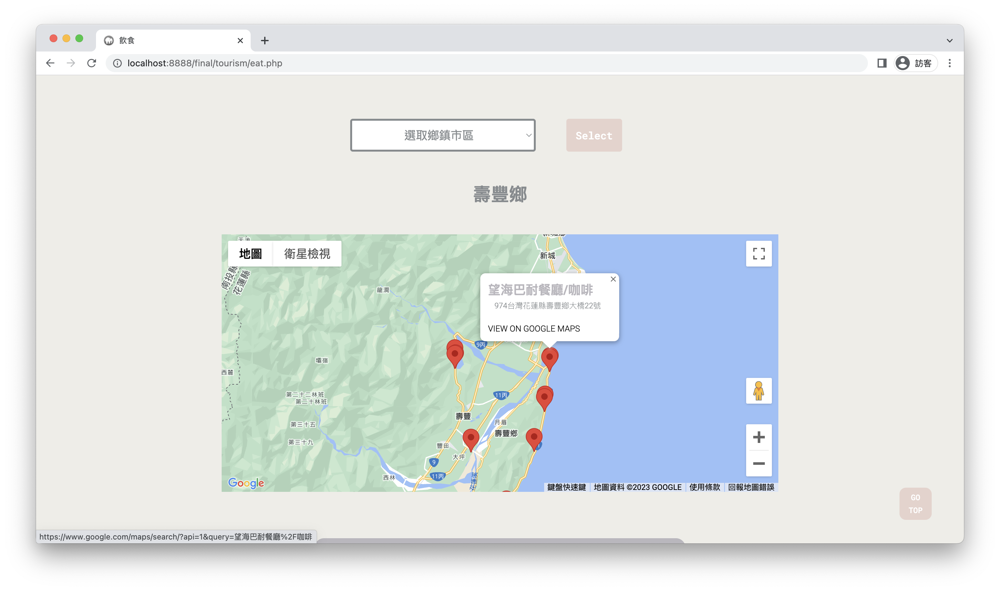 飲食
localhost:8888/final/tourism/eat.php
訪客
選取鄉鎮市區
Select
壽豐鄉
天池
地圖
衛星檢視
新城
南投縣
花蓮縣
龍澗
望海巴耐餐廳/咖啡
974台灣花蓮縣壽豐鄉大橋22號
VIEW ON GOOGLE MAPS
9丙
壩嶺
西麓
第二十二林班
第二十林班
11丙
壽豐
月眉
第三十五
壽豐鄉
第三十九
豐田
大坪
9
11丙
西林
花蓮溪
Google
鍵盤快速鍵
地圖資料 ©2023 GOOGLE
使用條款
回報地圖錯誤
GO
TOP
https://www.google.com/maps/search/?api=1&query=望海巴耐餐廳%2F咖啡